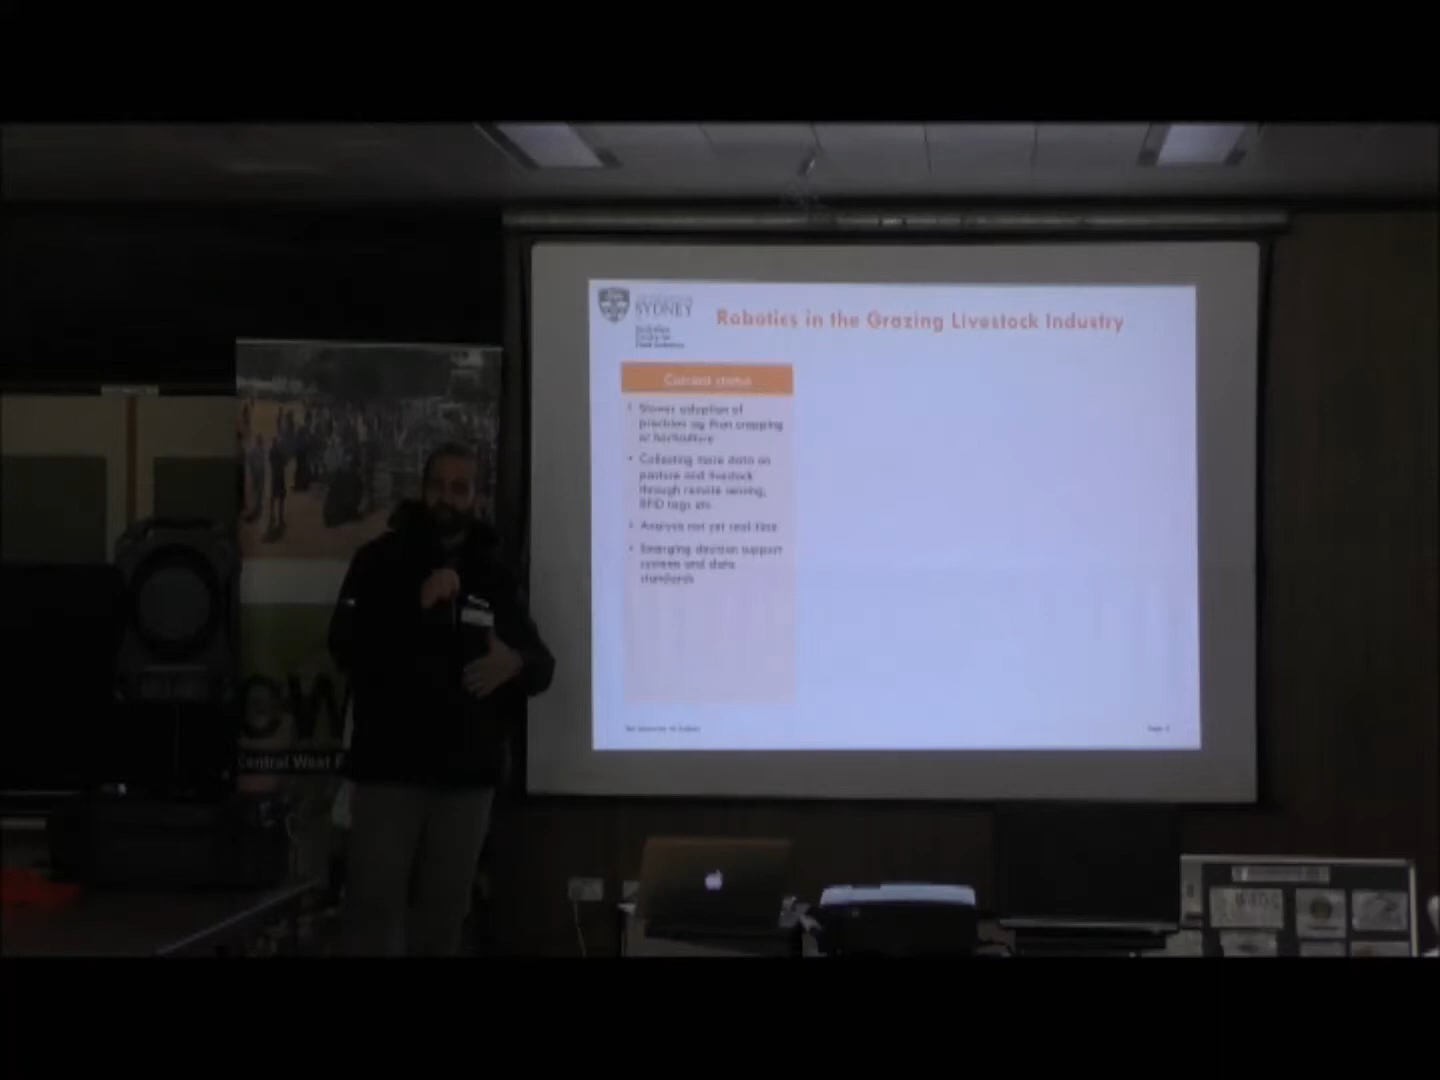 SYDNEY
Robotics in the Grazing Livestock Industry
Current status
Slower adoption of
precision ag than cropping
or horticulture
Collecting more data on
pasture and livestock
through remote sensing,
RFID tags etc
Analysis not yet real-time
Emerging decision support
systems and data
standards
CW
Central West F